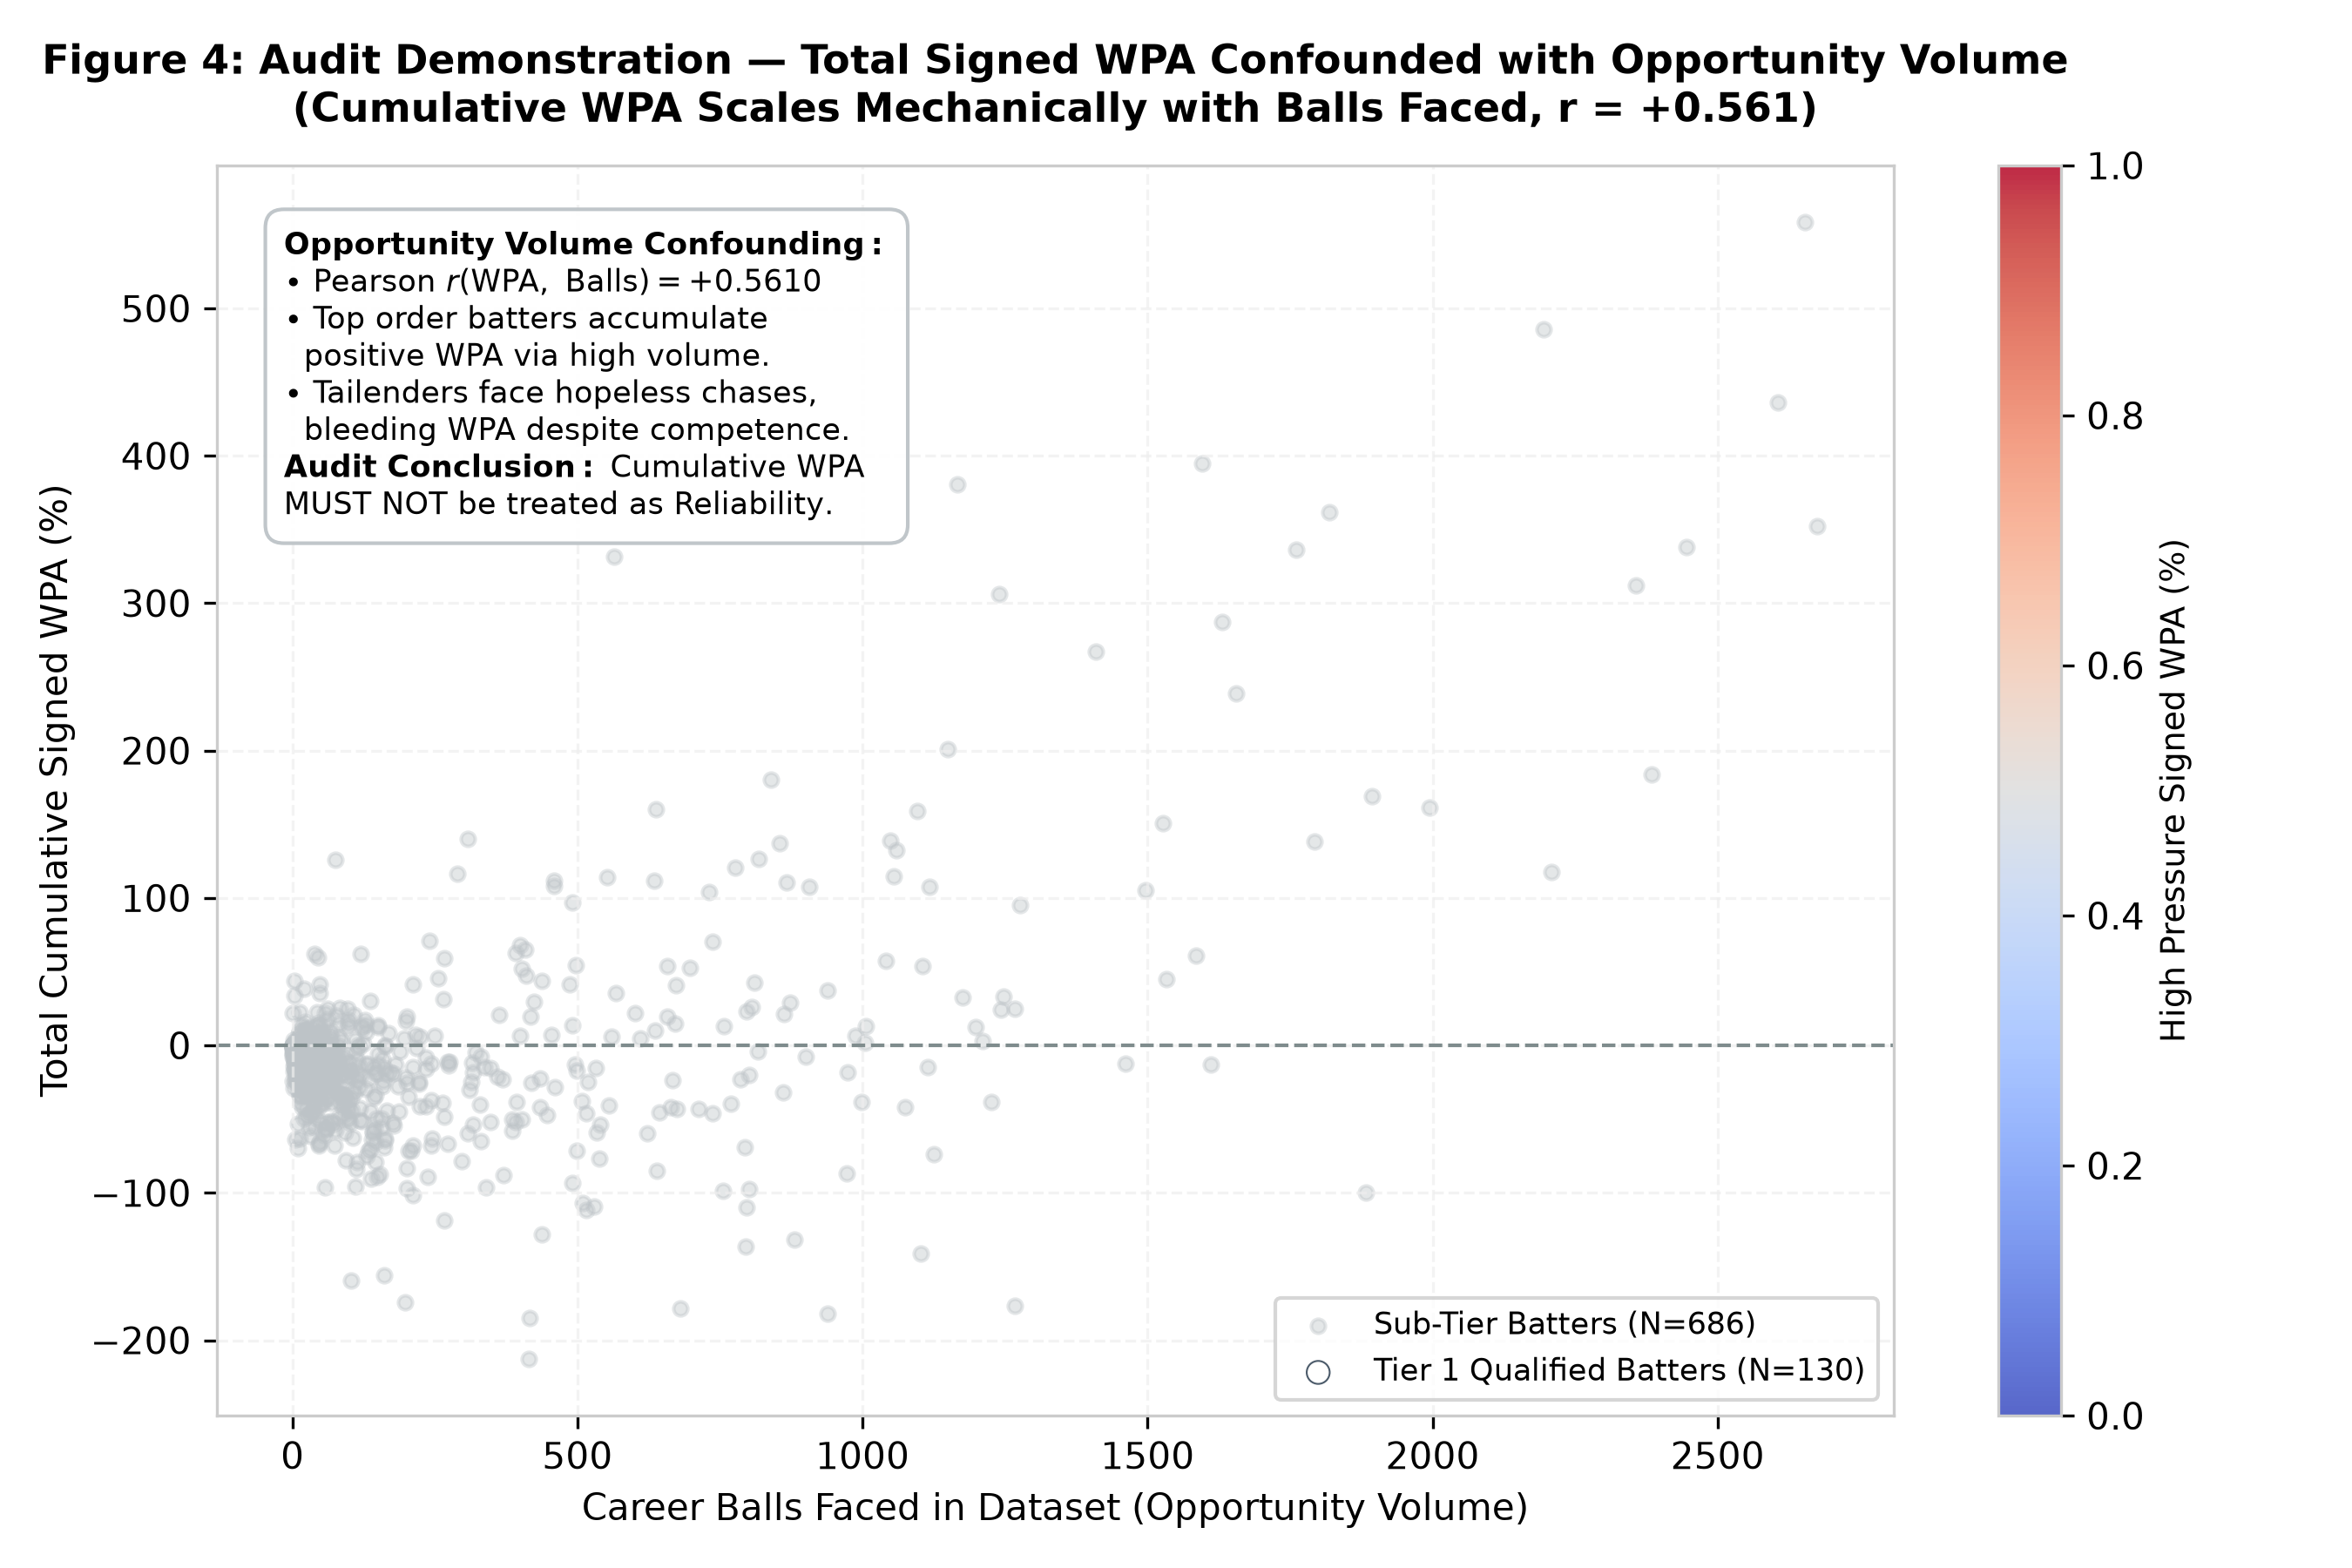 Figure 4: Audit Demonstration — Total Signed WPA Confounded with Opportunity Volume
(Cumulative WPA Scales Mechanically with Balls Faced, r = +0.561)
Opportunity Volume Confounding:
• Pearson r(WPA, Balls) = +0.5610
• Top order batters accumulate
positive WPA via high volume.
• Tailenders face hopeless chases,
bleeding WPA despite competence.
Audit Conclusion: Cumulative WPA
MUST NOT be treated as Reliability.
Total Cumulative Signed WPA (%)
500
400
300
200
100
0
−100
−200
0
500
1000
1500
2000
2500
Career Balls Faced in Dataset (Opportunity Volume)
Sub-Tier Batters (N=686)
Tier 1 Qualified Batters (N=130)
1.0
0.8
0.6
0.4
0.2
0.0
High Pressure Signed WPA (%)